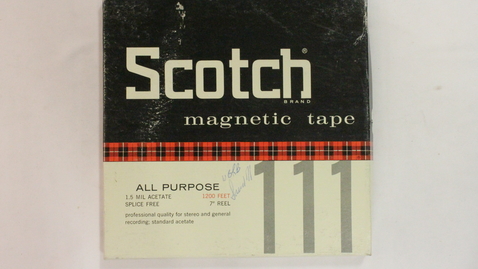 Scotch®
BRAND
magnetic tape
111
ALL PURPOSE
1.5 MIL ACETATE 1200 FEET
SPLICE FREE 7" REEL
professional quality for stereo and general
recording; standard acetate